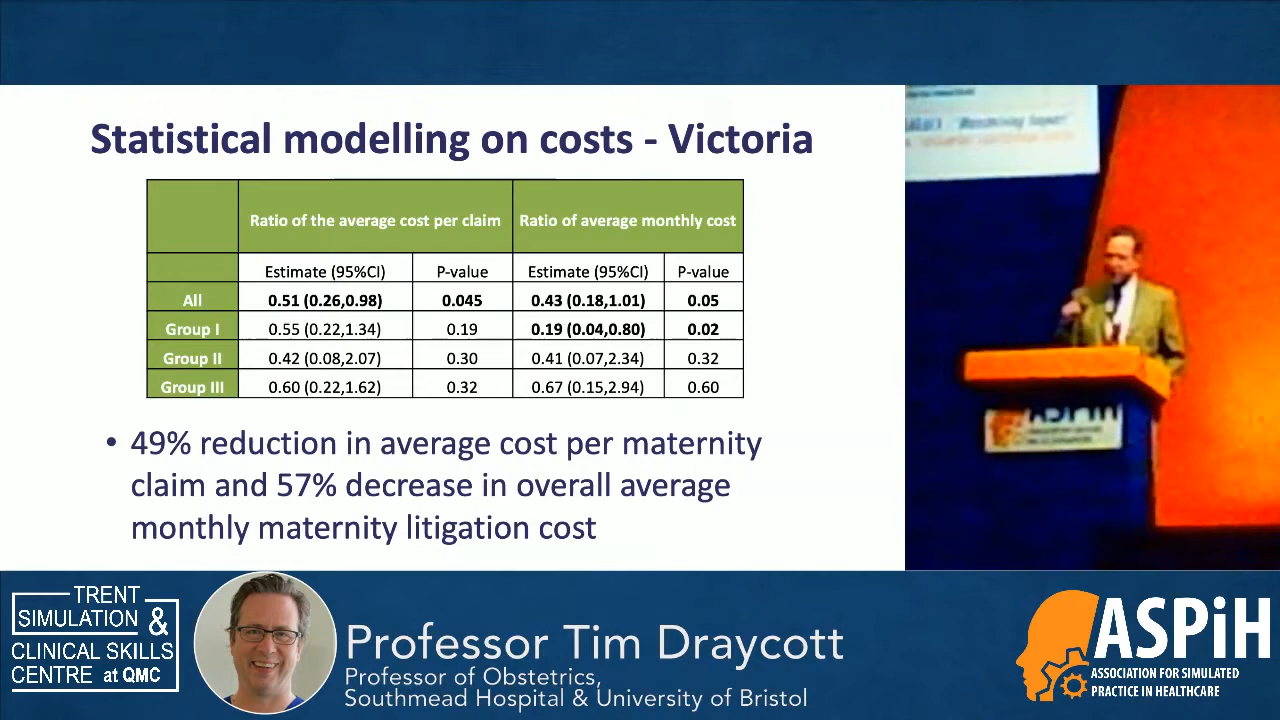 Statistical modelling on costs - Victoria
Ratio of the average cost per claim Ratio of average monthly cost
Estimate (95%CI) P-value Estimate (95%CI) P-value
All 0.51 (0.26,0.98) 0.045 0.43 (0.18,1.01) 0.05
Group I 0.55 (0.22,1.34) 0.19 0.19 (0.04,0.80) 0.02
Group II 0.42 (0.08,2.07) 0.30 0.41 (0.07,2.34) 0.32
Group III 0.60 (0.22,1.62) 0.32 0.67 (0.15,2.94) 0.60
• 49% reduction in average cost per maternity
claim and 57% decrease in overall average
monthly maternity litigation cost
ASPiH
TRENT
SIMULATION &
CLINICAL SKILLS
CENTRE at QMC
Professor Tim Draycott
Professor of Obstetrics,
Southmead Hospital & University of Bristol
ASPiH
ASSOCIATION FOR SIMULATED
PRACTICE IN HEALTHCARE